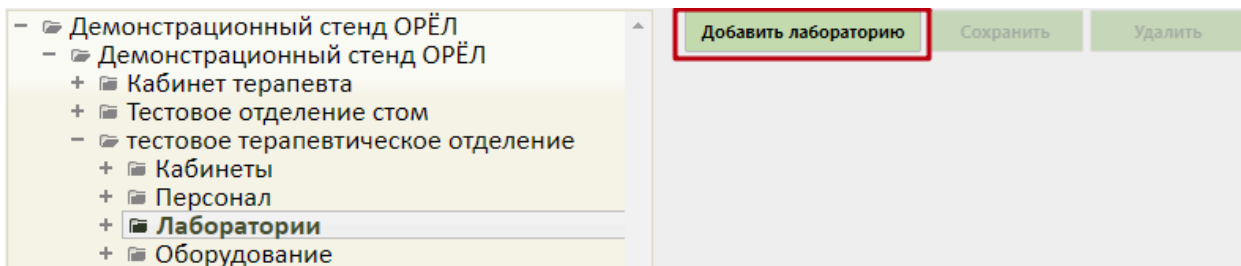 Демонстрационный стенд ОРЁЛ
Демонстрационный стенд ОРЁЛ
Кабинет терапевта
Тестовое отделение стом
тестовое терапевтическое отделение
Кабинеты
Персонал
Лаборатории
Оборудование
Добавить лабораторию Сохранить Удалить